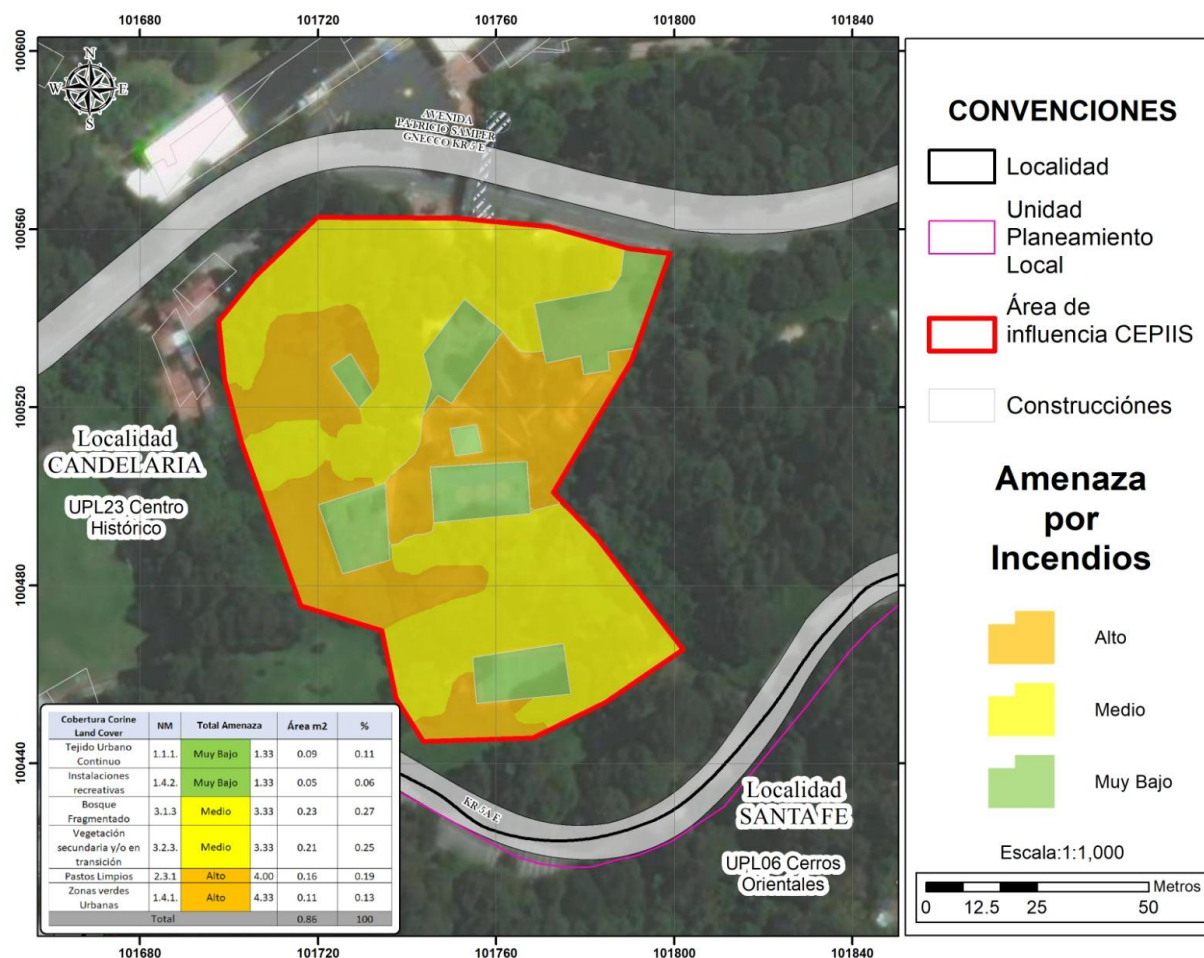 101680 101720 101760 101800 101840
100600
100560
100520
100480
100440
N
W E
S
AVENIDA
PATRICIO SAMPER
GNECCO KR 5 E
Localidad
CANDELARIA
UPL23 Centro
Histórico
KR 5A E
Localidad
SANTA FE
UPL06 Cerros
Orientales
Cobertura Corine
Land Cover NM Total Amenaza Área m2 %
Tejido Urbano
Continuo 1.1.1. Muy Bajo 1.33 0.09 0.11
Instalaciones
recreativas 1.4.2. Muy Bajo 1.33 0.05 0.06
Bosque
Fragmentado 3.1.3 Medio 3.33 0.23 0.27
Vegetación
secundaria y/o en
transición 3.2.3. Medio 3.33 0.21 0.25
Pastos Limpios 2.3.1 Alto 4.00 0.16 0.19
Zonas verdes
Urbanas 1.4.1. Alto 4.33 0.11 0.13
Total 0.86 100
101680 101720 101760 101800 101840
CONVENCIONES
Localidad
Unidad
Planeamiento
Local
Área de
influencia CEPIIS
Construcciónes
Amenaza
por
Incendios
Alto
Medio
Muy Bajo
Escala:1:1,000
Metros
0 12.5 25 50